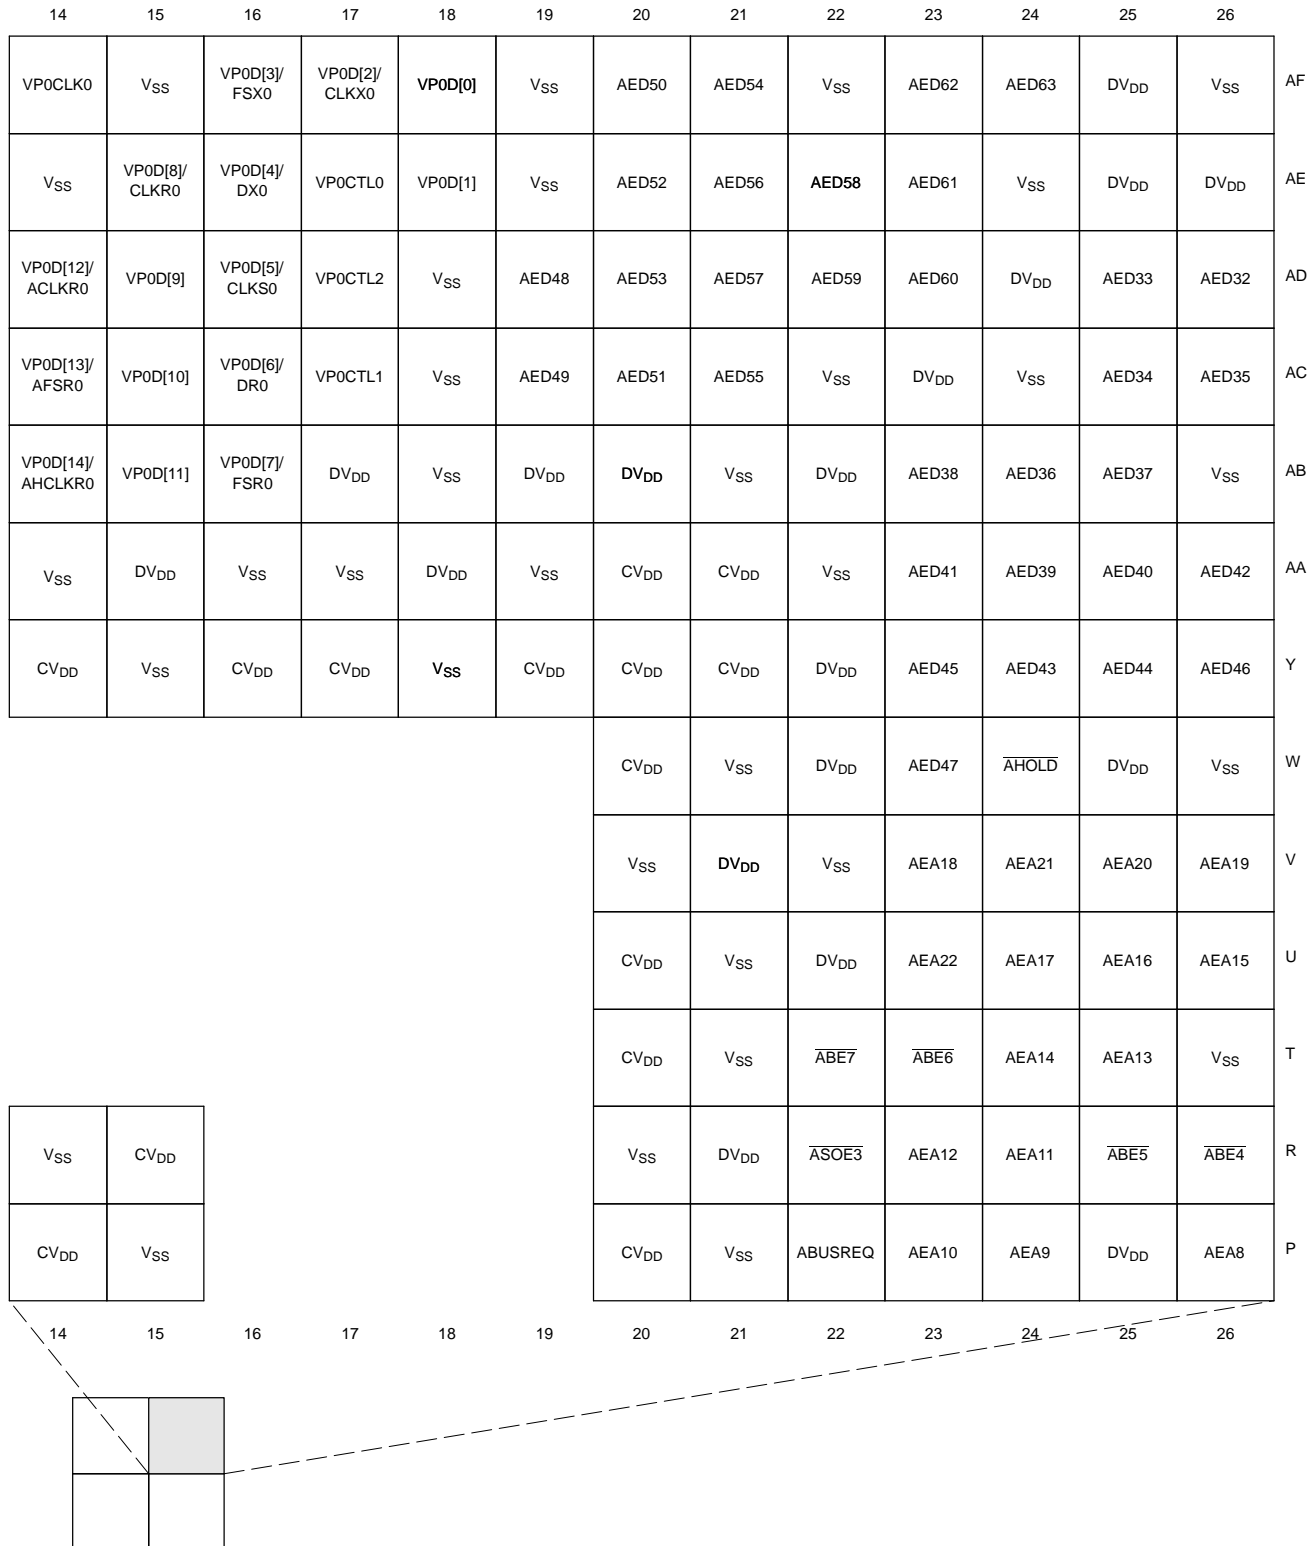 14 15 16 17 18 19 20 21 22 23 24 25 26
VP0CLK0 VSS VP0D[3]/ FSX0 VP0D[2]/ CLKX0 VP0D[0] VSS AED50 AED54 VSS AED62 AED63 DVDD VSS AF
VSS VP0D[8]/ CLKR0 VP0D[4]/ DX0 VP0CTL0 VP0D[1] VSS AED52 AED56 AED58 AED61 VSS DVDD DVDD AE
VP0D[12]/ ACLKR0 VP0D[9] VP0D[5]/ CLKS0 VP0CTL2 VSS AED48 AED53 AED57 AED59 AED60 DVDD AED33 AED32 AD
VP0D[13]/ AFSR0 VP0D[10] VP0D[6]/ DR0 VP0CTL1 VSS AED49 AED51 AED55 VSS DVDD VSS AED34 AED35 AC
VP0D[14]/ AHCLKR0 VP0D[11] VP0D[7]/ FSR0 DVDD VSS DVDD DVDD VSS DVDD AED38 AED36 AED37 VSS AB
VSS DVDD VSS VSS DVDD VSS CVDD CVDD VSS AED41 AED39 AED40 AED42 AA
CVDD VSS CVDD CVDD VSS CVDD CVDD CVDD DVDD AED45 AED43 AED44 AED46 Y
CVDD VSS DVDD AED47 AHOLD DVDD VSS W
VSS DVDD VSS AEA18 AEA21 AEA20 AEA19 V
CVDD VSS DVDD AEA22 AEA17 AEA16 AEA15 U
CVDD VSS ABE7 ABE6 AEA14 AEA13 VSS T
VSS CVDD VSS DVDD ASOE3 AEA12 AEA11 ABE5 ABE4 R
CVDD VSS CVDD VSS ABUSREQ AEA10 AEA9 DVDD AEA8 P
14 15 16 17 18 19 20 21 22 23 24 25 26